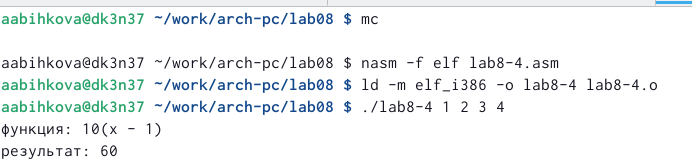 aabihkova@dk3n37 ~/work/arch-pc/lab08 $ mc
aabihkova@dk3n37 ~/work/arch-pc/lab08 $ nasm -f elf lab8-4.asm
aabihkova@dk3n37 ~/work/arch-pc/lab08 $ ld -m elf_i386 -o lab8-4 lab8-4.o
aabihkova@dk3n37 ~/work/arch-pc/lab08 $ ./lab8-4 1 2 3 4
функция: 10(x - 1)
результат: 60